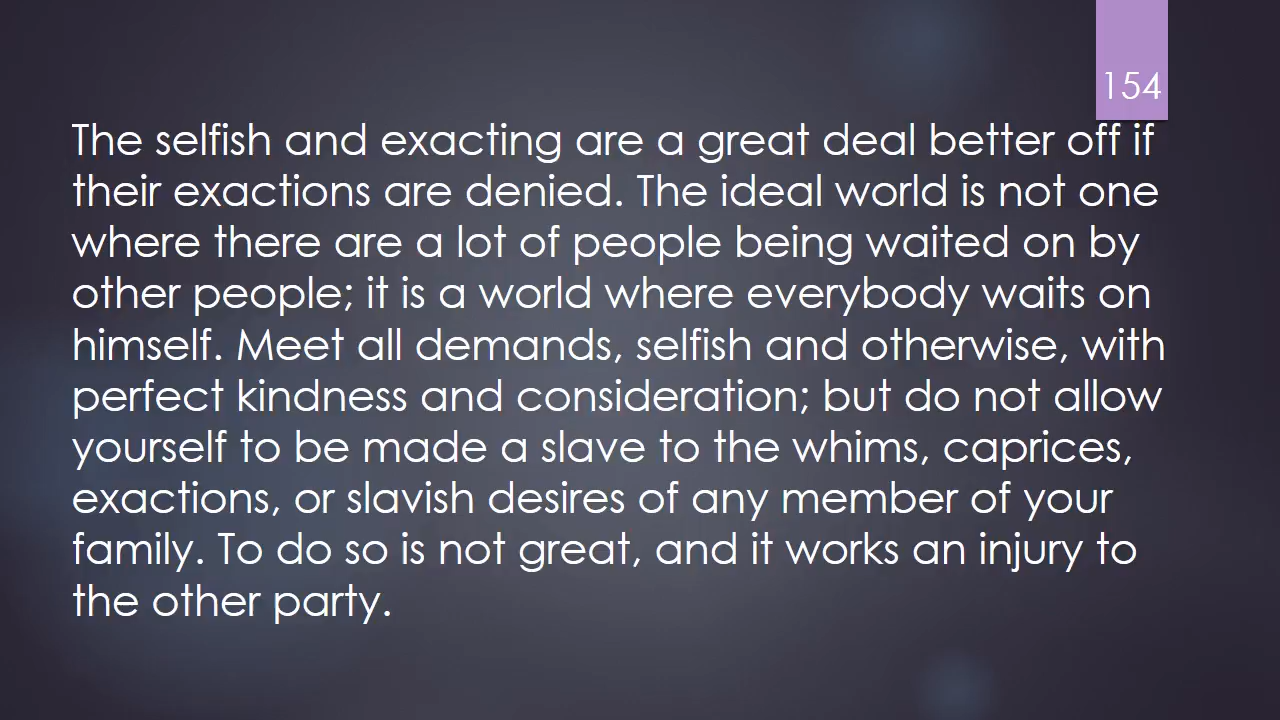 154
The selfish and exacting are a great deal better off if
their exactions are denied. The ideal world is not one
where there are a lot of people being waited on by
other people; it is a world where everybody waits on
himself. Meet all demands, selfish and otherwise, with
perfect kindness and consideration; but do not allow
yourself to be made a slave to the whims, caprices,
exactions, or slavish desires of any member of your
family. To do so is not great, and it works an injury to
the other party.